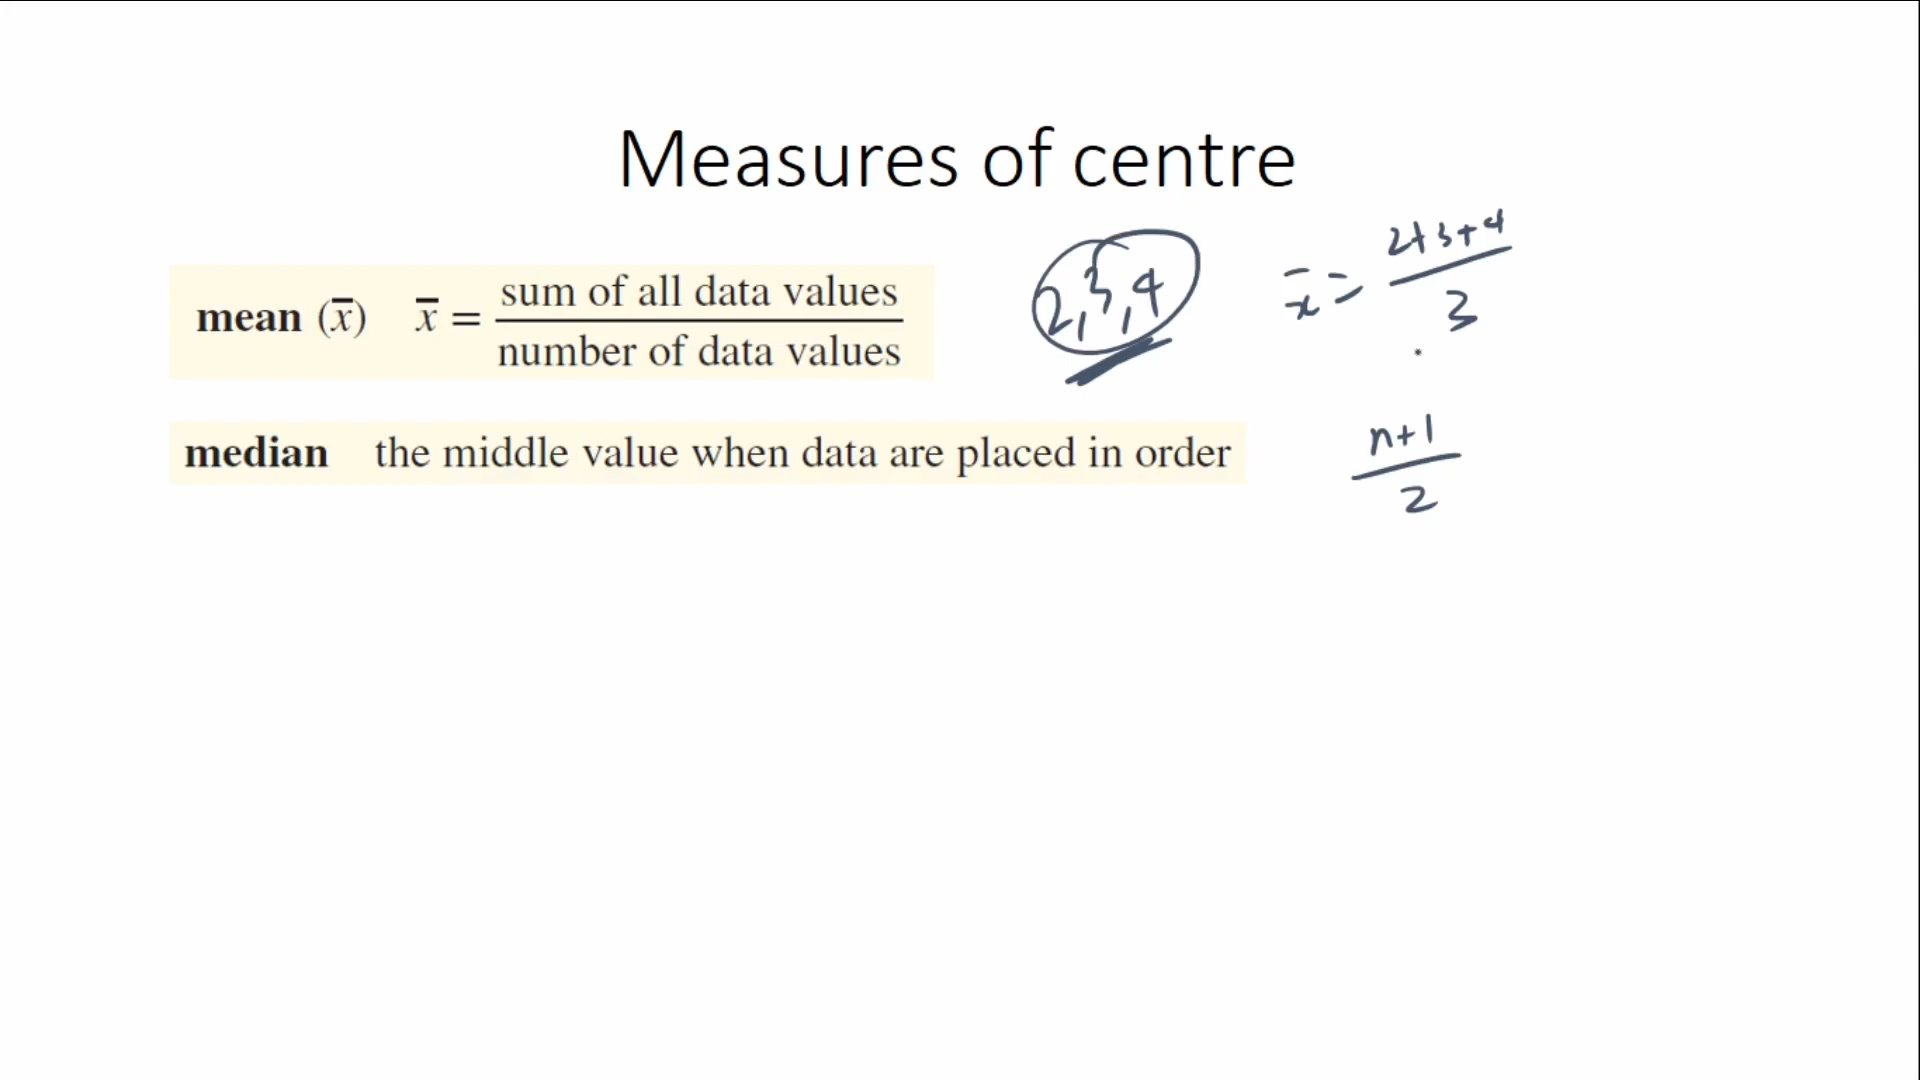 Measures of centre
mean (x̄) x̄ = sum of all data values
number of data values
2, 3, 4
x̄ = 2+3+4
3
median the middle value when data are placed in order
n+1
2